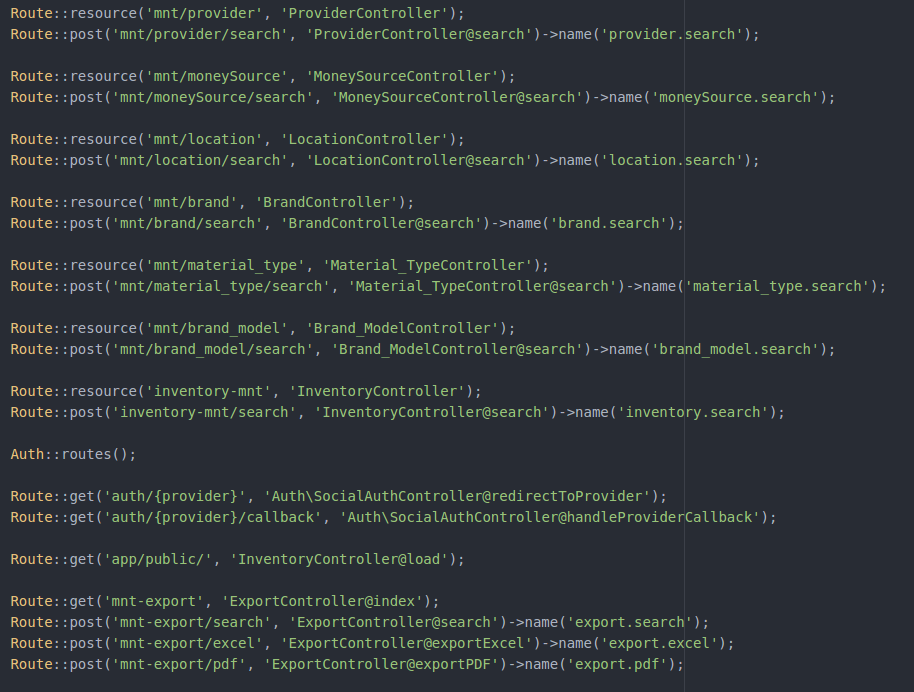 Route::resource('mnt/provider', 'ProviderController');
Route::post('mnt/provider/search', 'ProviderController@search')->name('provider.search');
Route::resource('mnt/moneySource', 'MoneySourceController');
Route::post('mnt/moneySource/search', 'MoneySourceController@search')->name('moneySource.search');
Route::resource('mnt/location', 'LocationController');
Route::post('mnt/location/search', 'LocationController@search')->name('location.search');
Route::resource('mnt/brand', 'BrandController');
Route::post('mnt/brand/search', 'BrandController@search')->name('brand.search');
Route::resource('mnt/material_type', 'Material_TypeController');
Route::post('mnt/material_type/search', 'Material_TypeController@search')->name('material_type.search');
Route::resource('mnt/brand_model', 'Brand_ModelController');
Route::post('mnt/brand_model/search', 'Brand_ModelController@search')->name('brand_model.search');
Route::resource('inventory-mnt', 'InventoryController');
Route::post('inventory-mnt/search', 'InventoryController@search')->name('inventory.search');
Auth::routes();
Route::get('auth/{provider}', 'Auth\SocialAuthController@redirectToProvider');
Route::get('auth/{provider}/callback', 'Auth\SocialAuthController@handleProviderCallback');
Route::get('app/public/', 'InventoryController@load');
Route::get('mnt-export', 'ExportController@index');
Route::post('mnt-export/search', 'ExportController@search')->name('export.search');
Route::post('mnt-export/excel', 'ExportController@exportExcel')->name('export.excel');
Route::post('mnt-export/pdf', 'ExportController@exportPDF')->name('export.pdf');